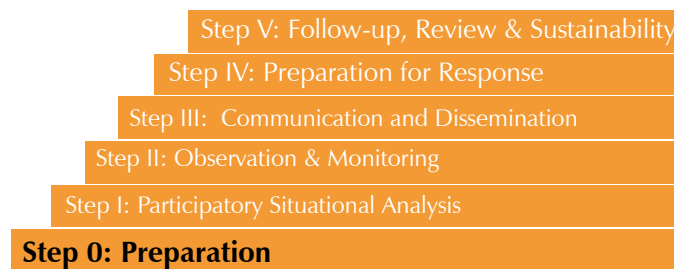 Step V: Follow-up, Review & Sustainability
Step IV: Preparation for Response
Step III:  Communication and Dissemination
Step II: Observation & Monitoring
Step I: Participatory Situational Analysis
Step 0: Preparation